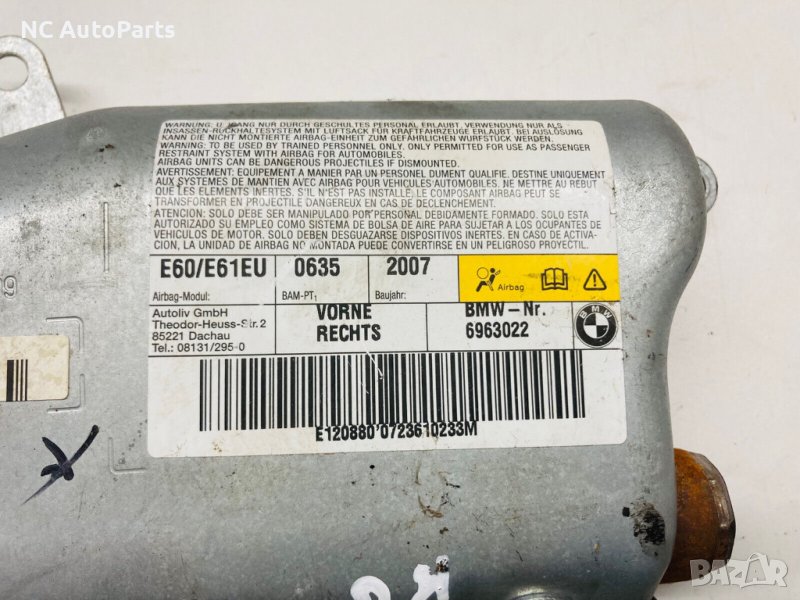 NC AutoParts
WARNUNG: UMGANG NUR DURCH GESCHULTES PERSONAL ERLAUBT. VERWENDUNG NUR ALS
INSASSEN-RÜCKHALTESYSTEM MIT LUFTSACK FÜR KRAFTFAHRZEUGE ERLAUBT. BEI AUSLÖSUNG
KANN DIE NICHT MONTIERTE AIRBAG-EINHEIT ZUM GEFÄHRLICHEN WURFSTÜCK WERDEN.
WARNING: TO BE USED BY TRAINED PERSONNEL ONLY. ONLY PERMITTED USE AS PASSENGER
RESTRAINT SYSTEM WITH AIRBAG FOR AUTOMOBILES.
AIRBAG UNITS CAN BE DANGEROUS PROJECTILES IF DISMOUNTED.
AVERTISSEMENT: EQUIPEMENT A MANIER PAR UN PERSONEL DUMENT QUALIFIE. DESTINE UNIQUEMENT
AUX SYSTEMES DE MANTIEN AVEC AIRBAG POUR VEHICULES AUTOMOBILES. NE METTRE AU REBUT
QUE LES ELEMENTS INERTES. S'IL N'EST PAS INSTALLE LE COMPOSANT AIRBAG PEUT SE
TRANSFORMER EN PROJECTILE DANGEREUX EN CAS DE DECLENCHEMENT.
ATENCION: SOLO DEBE SER MANIPULADO POR PERSONAL DEBIDAMENTE FORMADO. SOLO ESTA
AUTORIZADO SU EMPLEO COMO SISTEMA DE BOLSA DE AIRE PARA SUJETAR A LOS OCUPANTES DE
VEHICULOS DE MOTOR. SOLO DEBEN DESGUAZARSE DISPOSITIVOS INERTES. EN CASO DE ACTIVA-
CION, LA UNIDAD DE AIRBAG NO MONTADA PUEDE CONVERTIRSE EN UN PELIGROSO PROYECTIL.
E60/E61EU 0635 2007 Airbag
Airbag-Modul: BAM-PT1 Baujahr:
Autoliv GmbH VORNE BMW-Nr. BMW
Theodor-Heuss-Str.2 RECHTS 6963022
85221 Dachau
Tel.: 08131/295-0
E120880'0723610233M
BAZAR